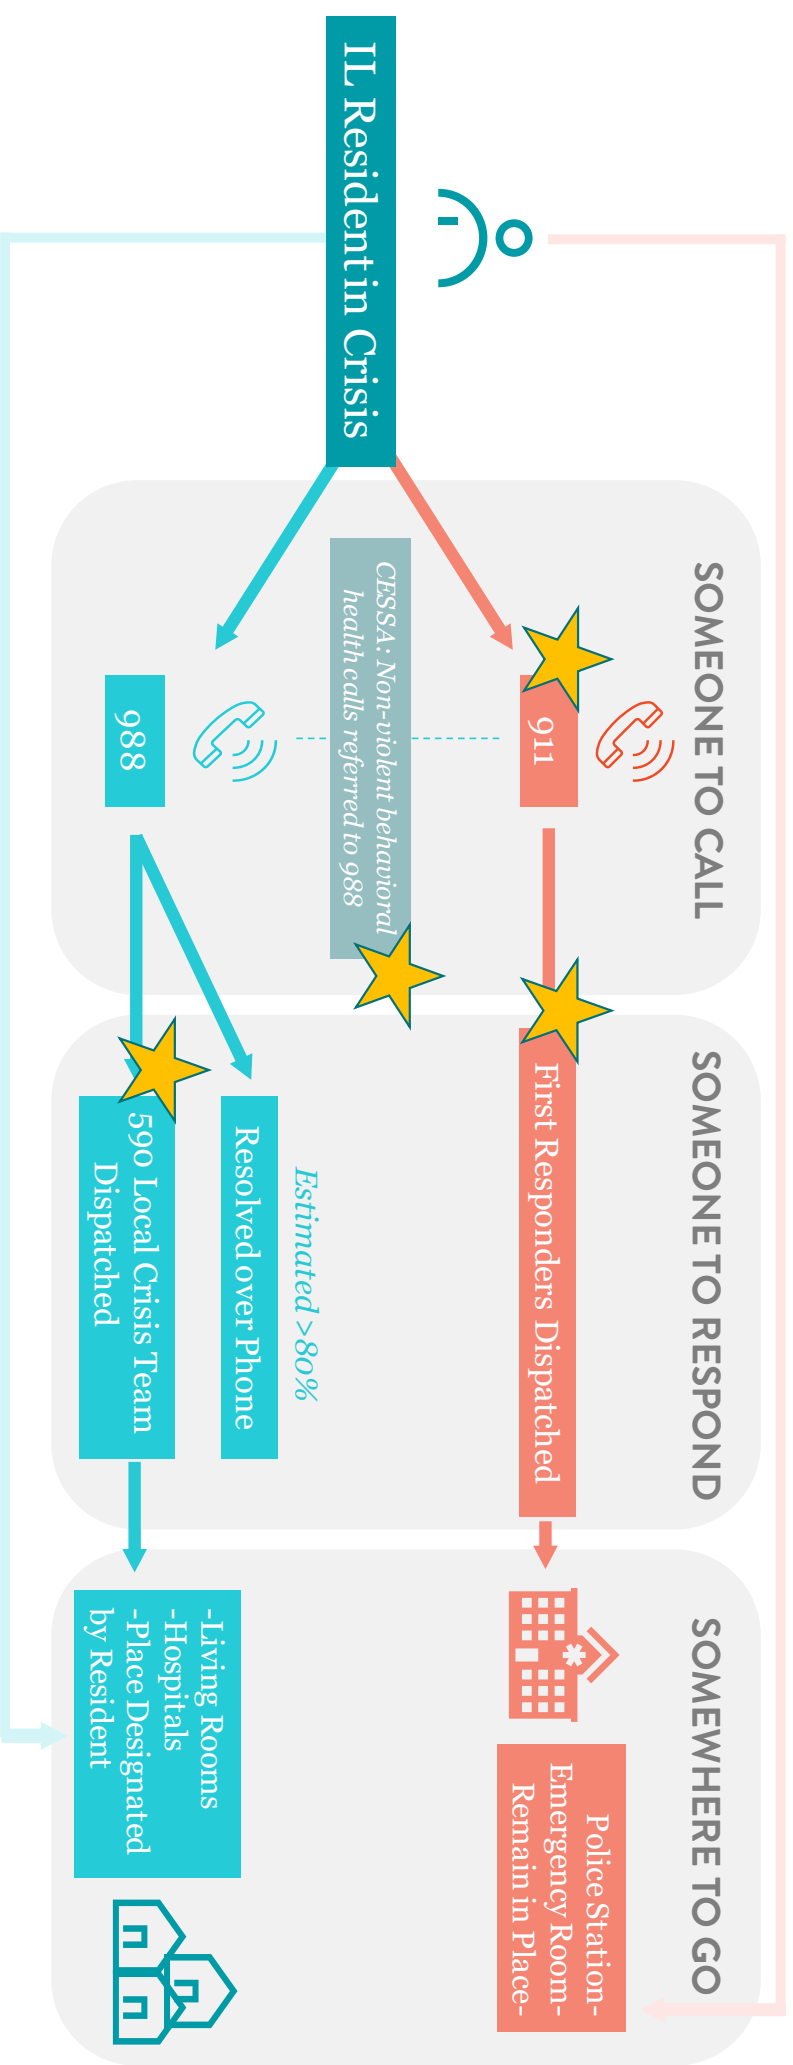 IL Resident in Crisis
SOMEONE TO CALL
911
CESSA: Non-violent behavioral
health calls referred to 988
988
SOMEONE TO RESPOND
First Responders Dispatched
Estimated >80%
Resolved over Phone
590 Local Crisis Team
Dispatched
SOMEWHERE TO GO
Police Station-
Emergency Room-
Remain in Place-
-Living Rooms
-Hospitals
-Place Designated
by Resident